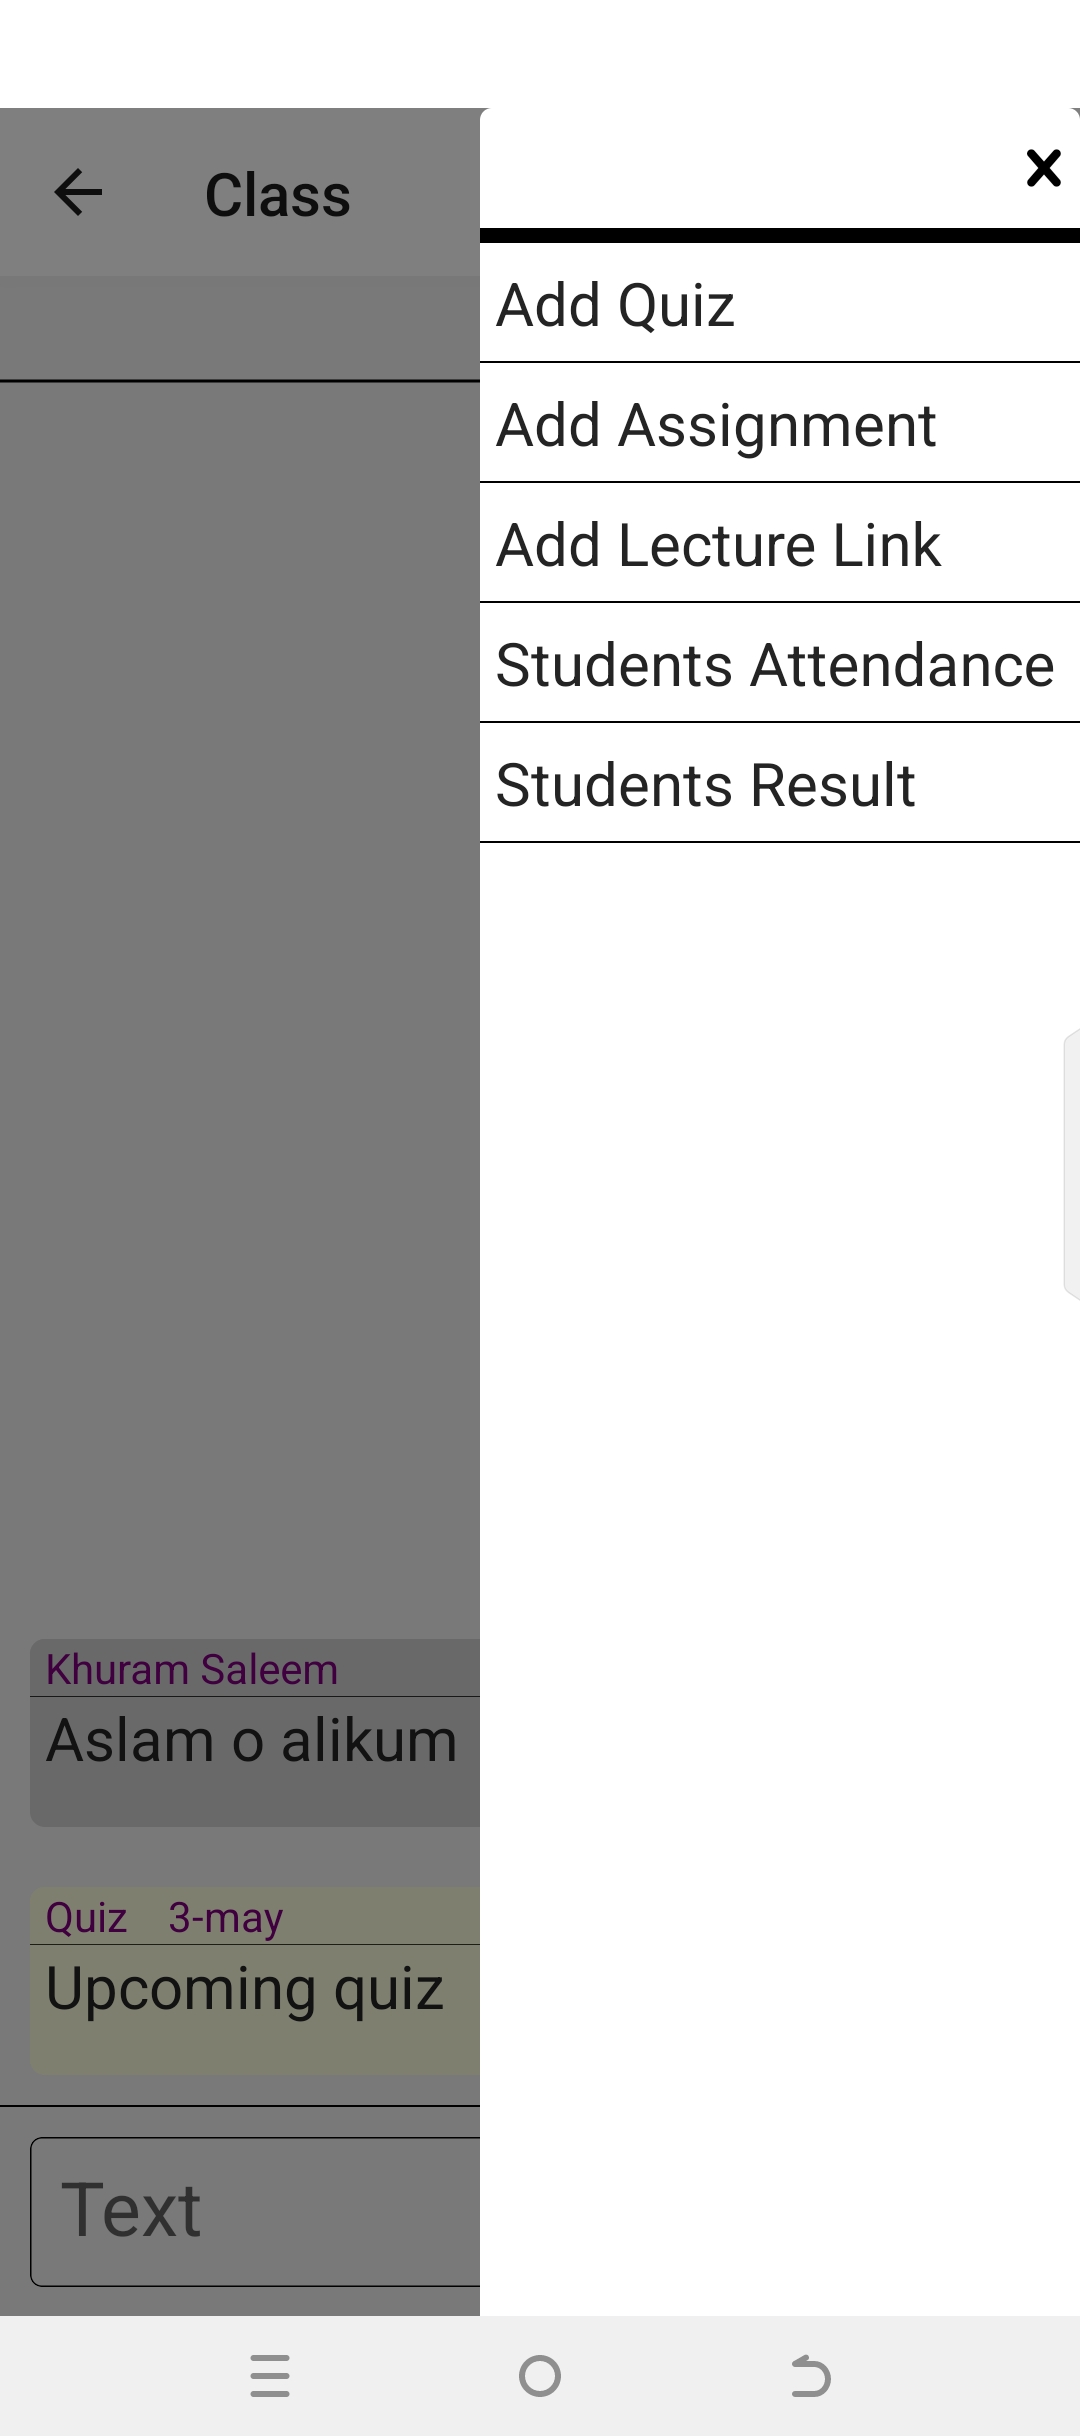 Class
Add Quiz
Add Assignment
Add Lecture Link
Students Attendance
Students Result
Khuram Saleem
Aslam o alikum
Quiz 3-may
Upcoming quiz
Text